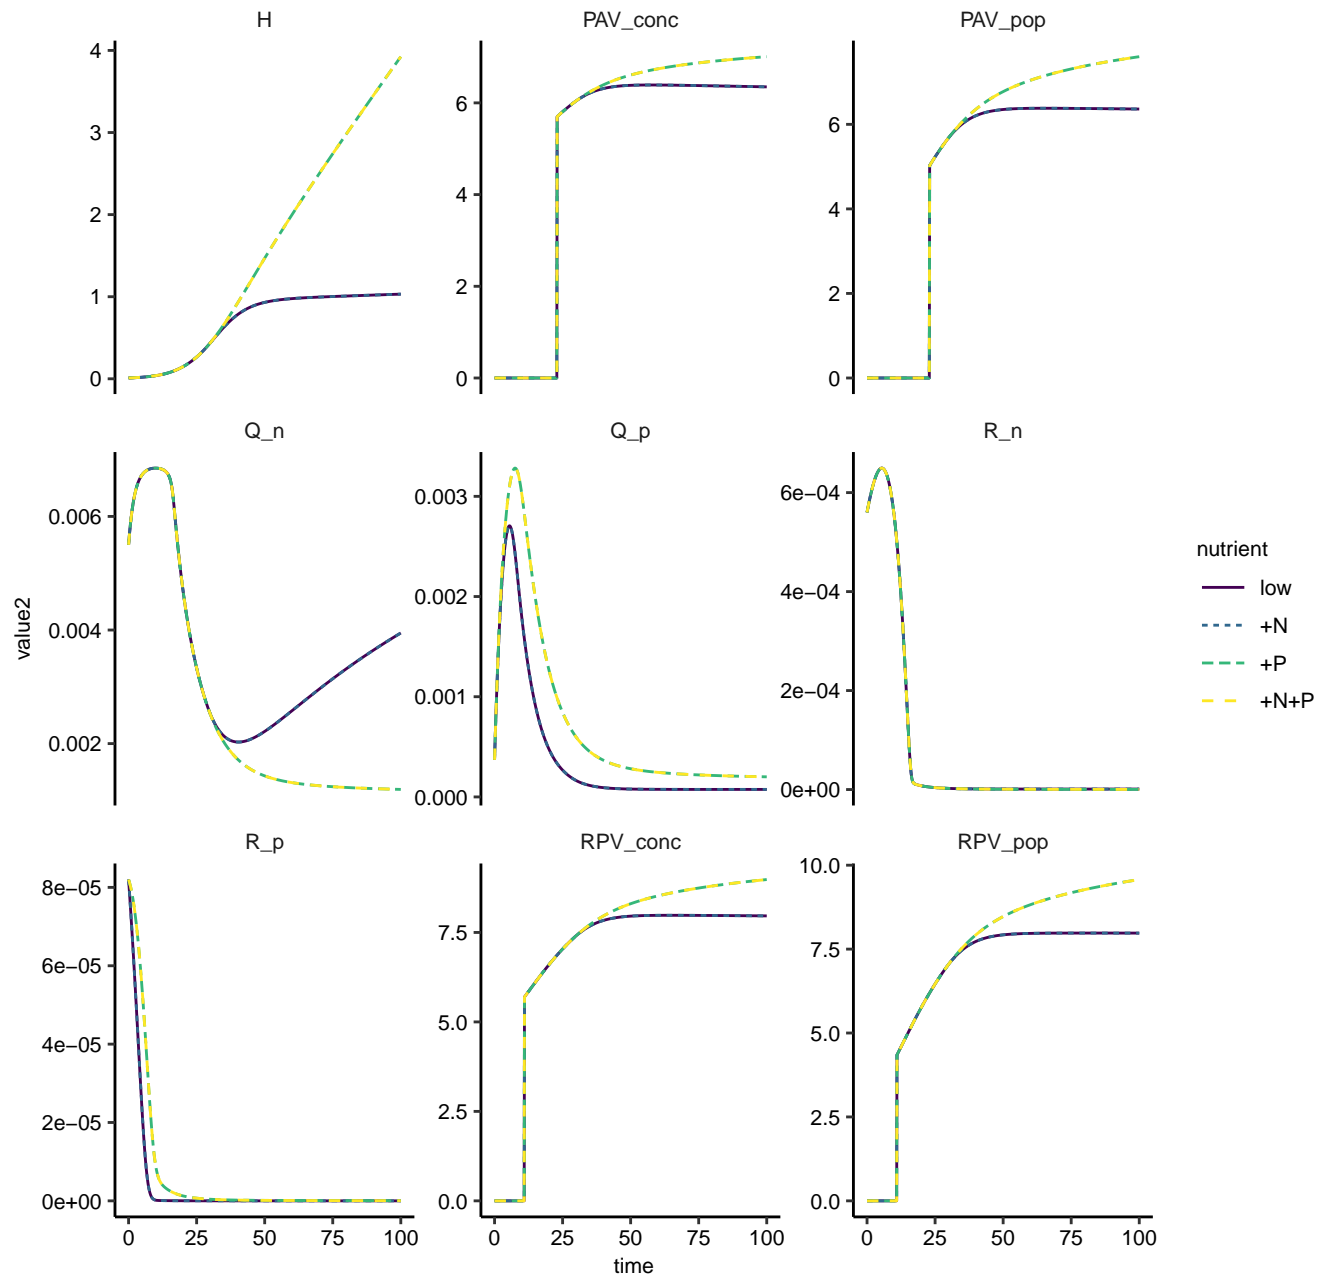 H
PAV_conc
PAV_pop
4
3
2
1
0
6
4
2
0
6
4
2
0
Q_n
Q_p
R_n
0.006
0.004
0.002
0.003
0.002
0.001
0.000
6e−04
4e−04
2e−04
0e+00
value2
R_p
RPV_conc
RPV_pop
8e−05
6e−05
4e−05
2e−05
0e+00
7.5
5.0
2.5
0.0
10.0
7.5
5.0
2.5
0.0
0 25 50 75 100
0 25 50 75 100
0 25 50 75 100
time
nutrient
low
+N
+P
+N+P